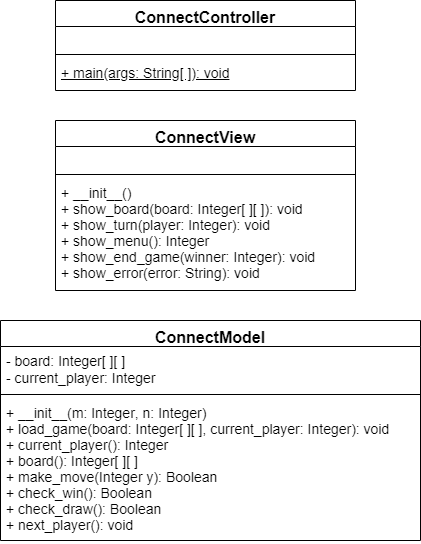 ConnectController
+ main(args: String[ ]): void
ConnectView
+ __init__()
+ show_board(board: Integer[ ][ ]): void
+ show_turn(player: Integer): void
+ show_menu(): Integer
+ show_end_game(winner: Integer): void
+ show_error(error: String): void
ConnectModel
- board: Integer[ ][ ]
- current_player: Integer
+ __init__(m: Integer, n: Integer)
+ load_game(board: Integer[ ][ ], current_player: Integer): void
+ current_player(): Integer
+ board(): Integer[ ][ ]
+ make_move(Integer y): Boolean
+ check_win(): Boolean
+ check_draw(): Boolean
+ next_player(): void